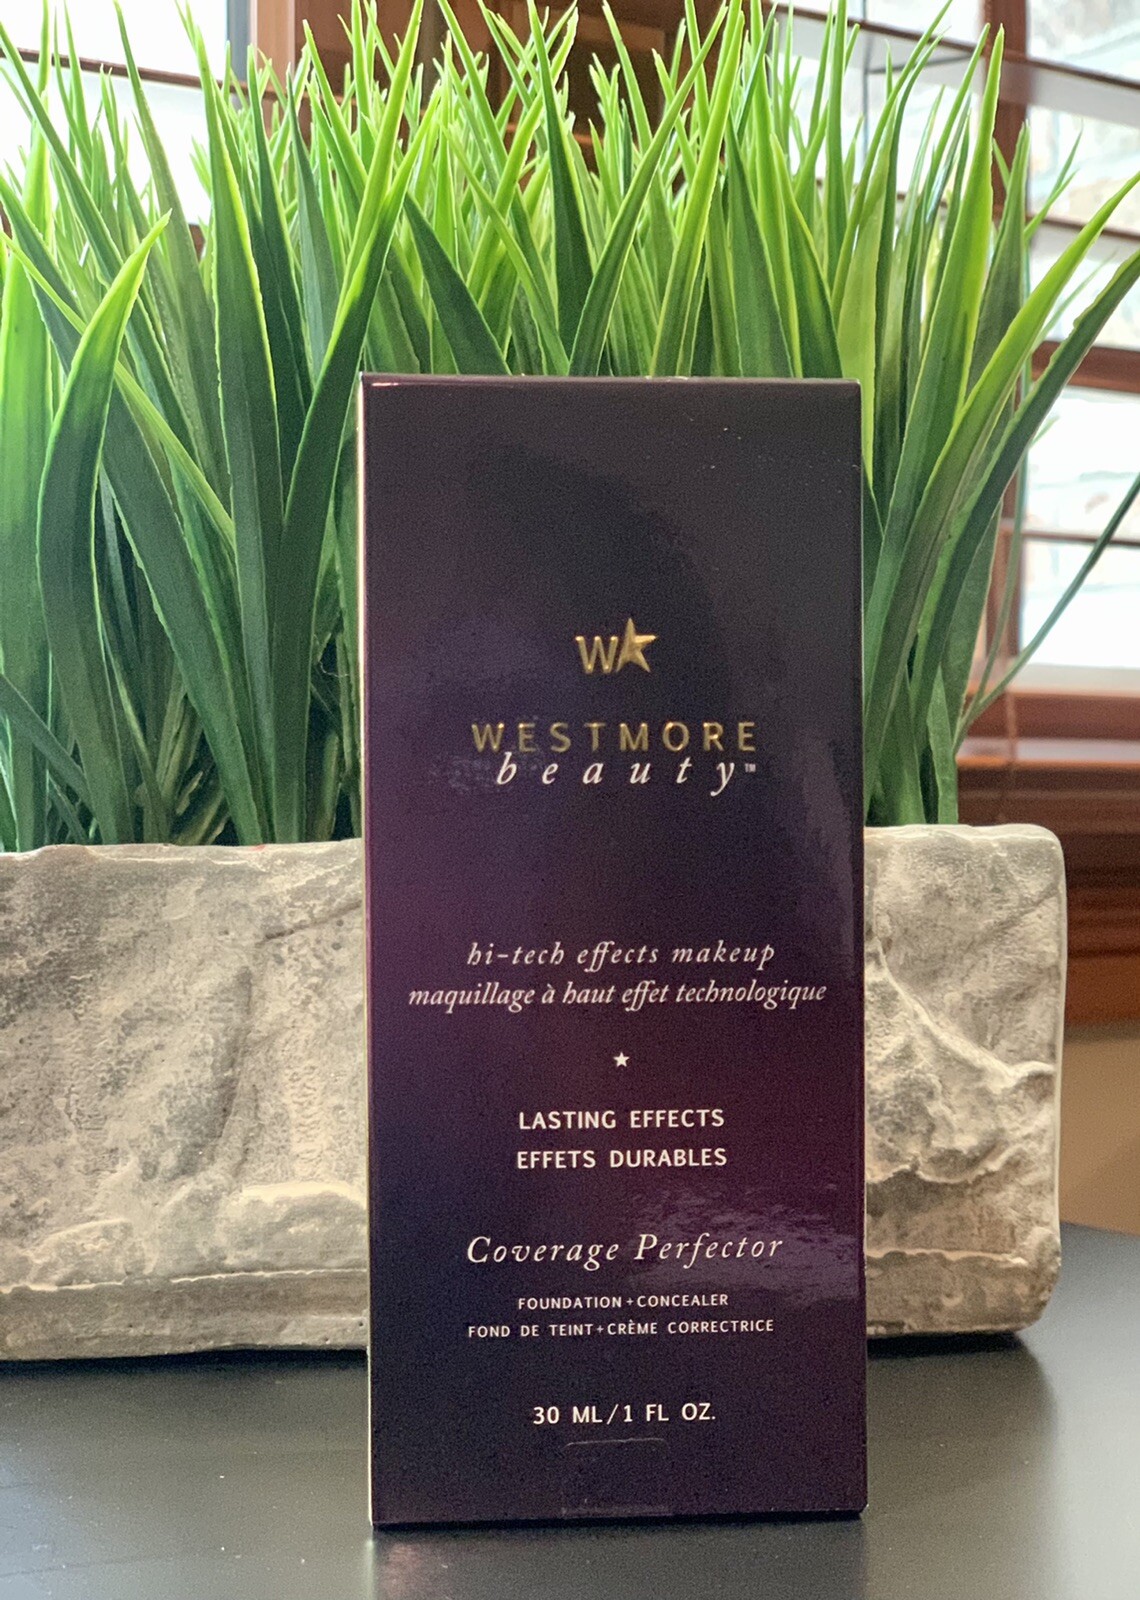 W
WESTMORE
beauty™
hi-tech effects makeup
maquillage à haut effet technologique
LASTING EFFECTS
EFFETS DURABLES
Coverage Perfector
FOUNDATION+CONCEALER
FOND DE TEINT+CRÈME CORRECTRICE
30 ML/1 FL OZ.